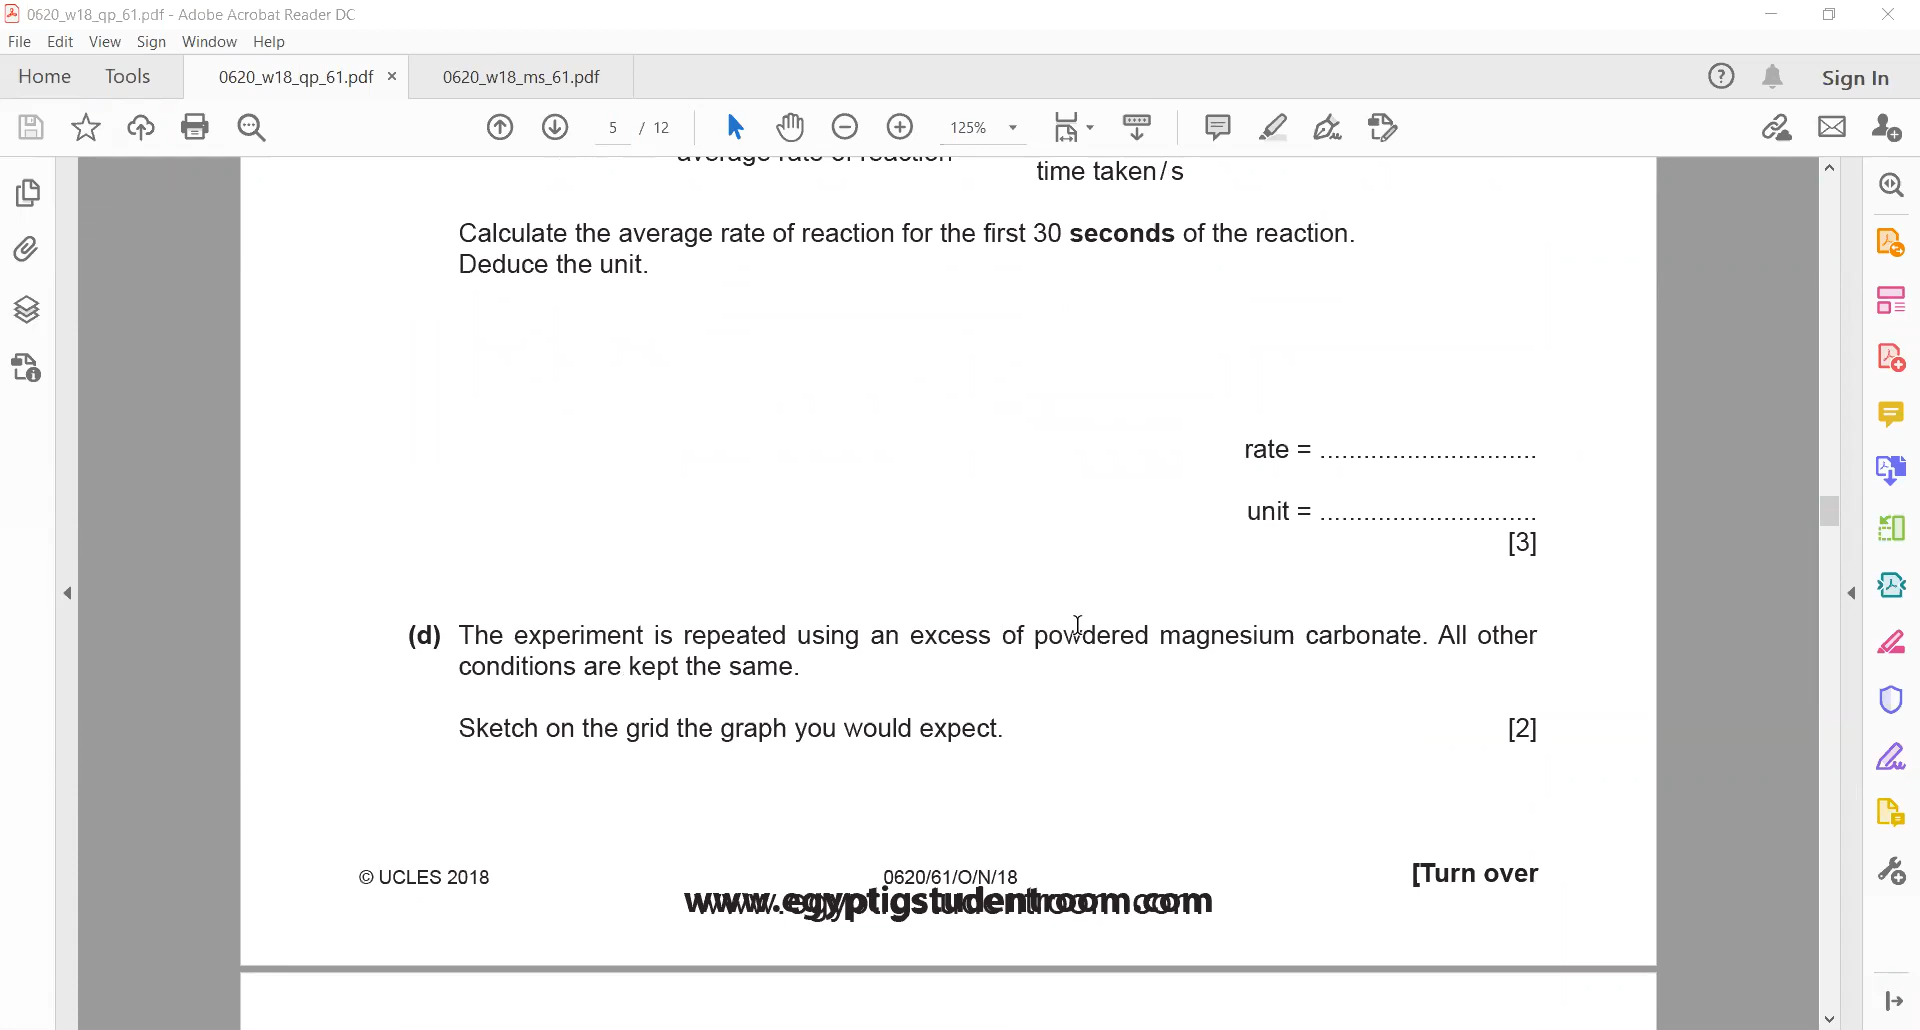 0620_w18_qp_61.pdf - Adobe Acrobat Reader DC
File Edit View Sign Window Help
Home Tools 0620_w18_qp_61.pdf × 0620_w18_ms_61.pdf Sign In
5 / 12 125%
average rate of reaction
time taken/s
Calculate the average rate of reaction for the first 30 seconds of the reaction.
Deduce the unit.
rate = ..............................
unit = ..............................
[3]
(d) The experiment is repeated using an excess of powdered magnesium carbonate. All other
conditions are kept the same.
Sketch on the grid the graph you would expect. [2]
© UCLES 2018 0620/61/O/N/18 [Turn over
www.egyptigstudentroom.com